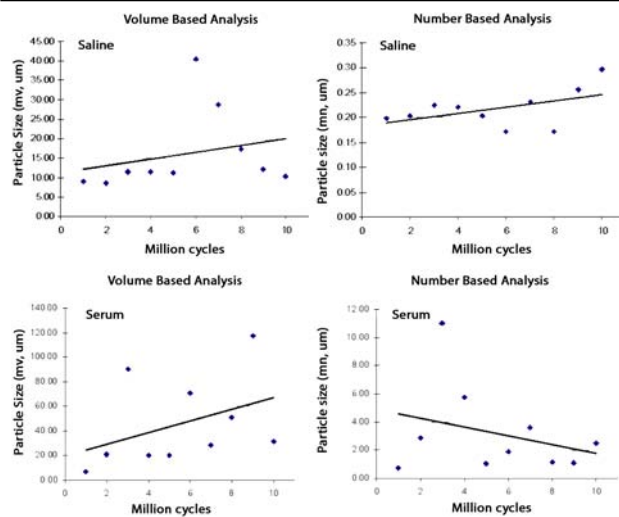 Volume Based Analysis
Saline
45.00
40.00
35.00
30.00
25.00
20.00
15.00
10.00
5.00
0.00
Particle Size (mv, um)
0 2 4 6 8 10
Million cycles
Number Based Analysis
Saline
0.35
0.30
0.25
0.20
0.15
0.10
0.05
0.00
Particle Size (mn, um)
0 2 4 6 8 10
Million cycles
Volume Based Analysis
Serum
140.00
120.00
100.00
80.00
60.00
40.00
20.00
0.00
Particle Size (mv, um)
0 2 4 6 8 10
Million cycles
Number Based Analysis
Serum
12.00
10.00
8.00
6.00
4.00
2.00
0.00
Particle Size (mn, um)
0 2 4 6 8 10
Million cycles